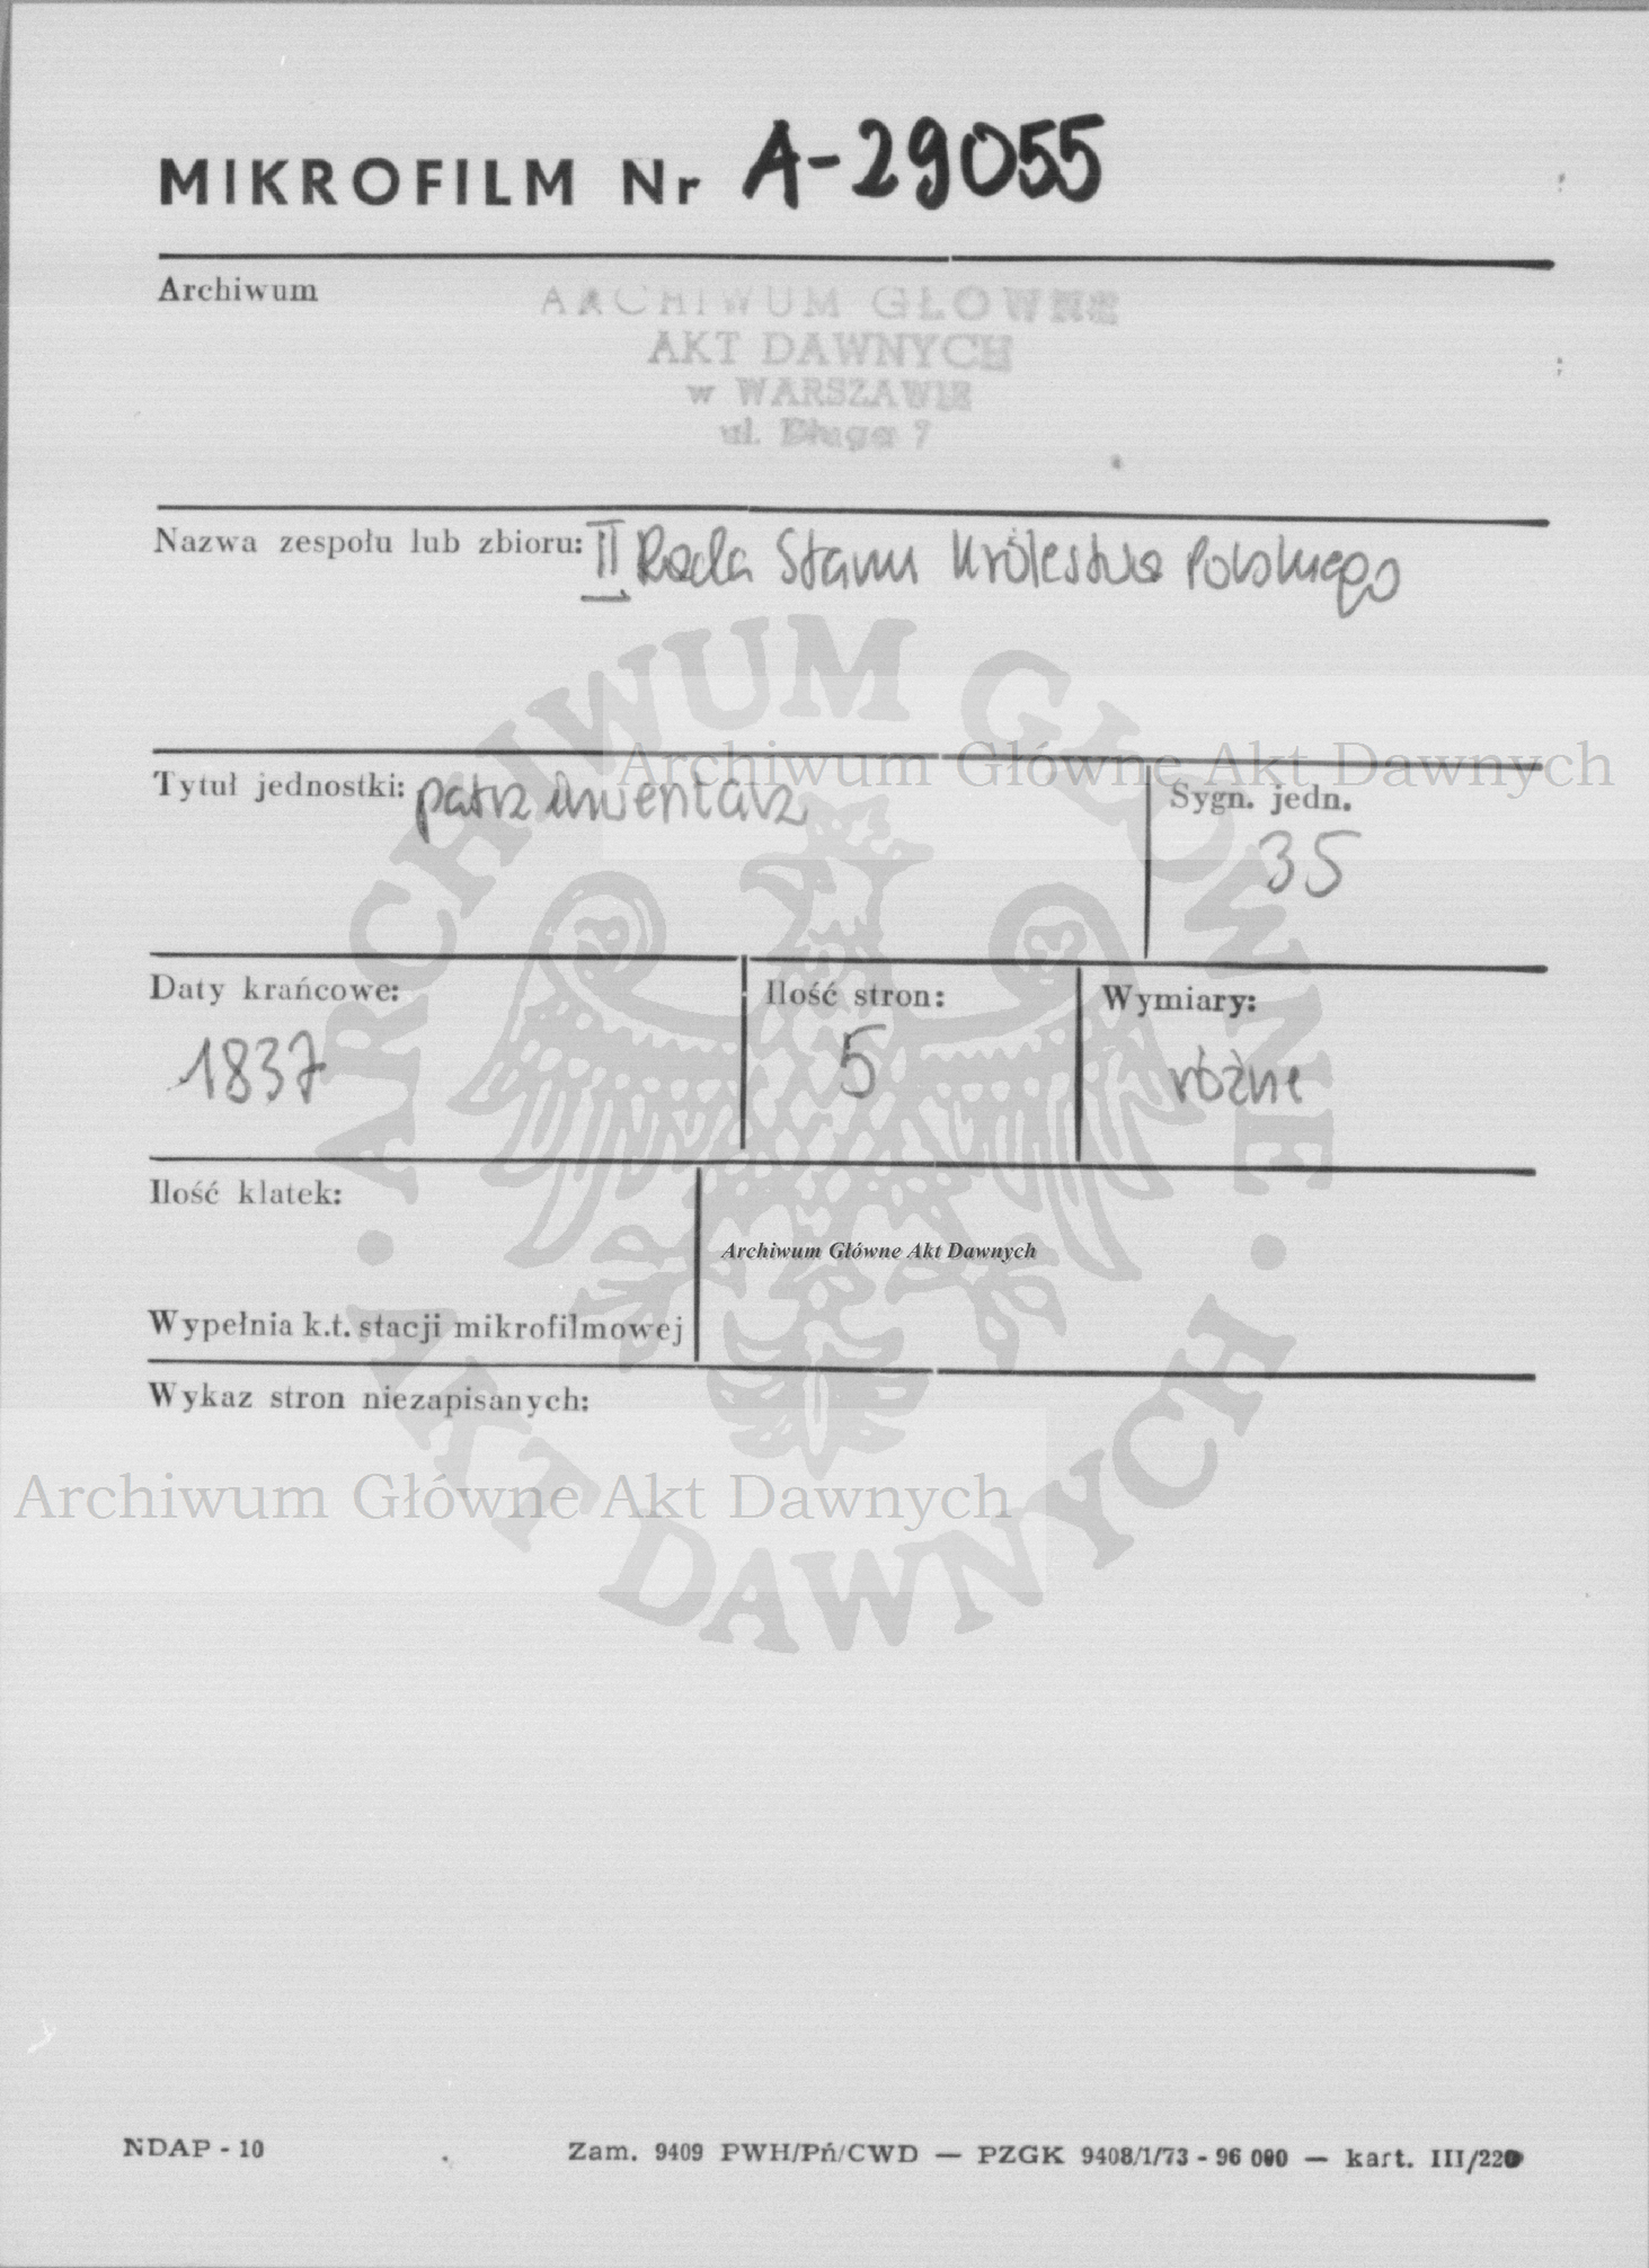 MIKROFILM Nr A-29055
Archiwum
ARCHIWUM GŁOWNE
AKT DAWNYCH
w WARSZAWIE
ul. Długa 7
Nazwa zespołu lub zbioru: II Rada Stanu Królestwa Polskiego
Archiwum Główne Akt Dawnych
Tytuł jednostki: patrz inwentarz
Sygn. jedn.
35
Daty krańcowe:
1837
Ilość stron:
5
Wymiary:
różne
Ilość klatek:
Archiwum Główne Akt Dawnych
Wypełnia k.t. stacji mikrofilmowej
Wykaz stron niezapisanych:
Archiwum Główne Akt Dawnych
ARCHIWUM GŁÓWNE
AKT DAWNYCH
NDAP - 10
Zam. 9409 PWH/Pń/CWD — PZGK 9408/1/73 - 96 000 — kart. III/220